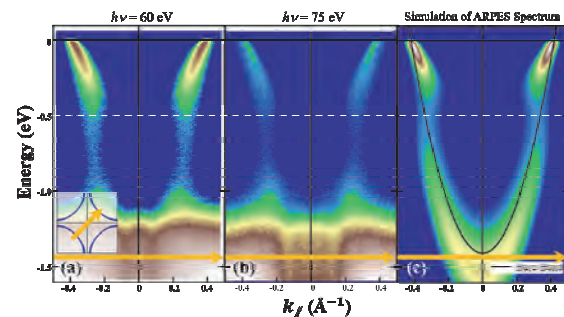 hν = 60 eV
hν = 75 eV
Simulation of ARPES Spectrum
Energy (eV)
0
-0.5
-1.0
-1.5
(a)
(b)
(c)
-0.4 -0.2 0 0.2 0.4
-0.4 -0.2 0 0.2 0.4
-0.4 -0.2 0 0.2 0.4
k∥ (Å⁻¹)